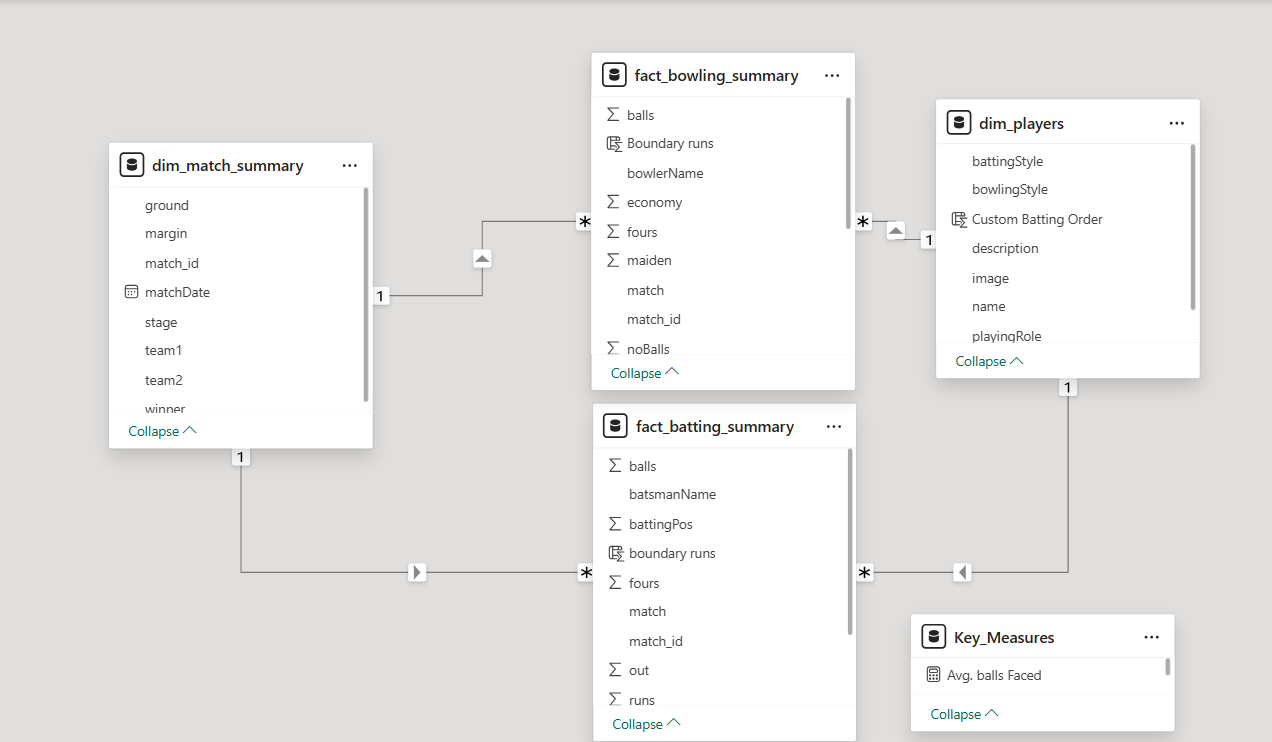 dim_match_summary
ground
margin
match_id
matchDate
stage
team1
team2
winner
Collapse
1
1
fact_bowling_summary
balls
Boundary runs
bowlerName
economy
fours
maiden
match
match_id
noBalls
Collapse
*
*
dim_players
battingStyle
bowlingStyle
Custom Batting Order
description
image
name
playingRole
Collapse
1
1
fact_batting_summary
balls
batsmanName
battingPos
boundary runs
fours
match
match_id
out
runs
Collapse
*
*
Key_Measures
Avg. balls Faced
Collapse